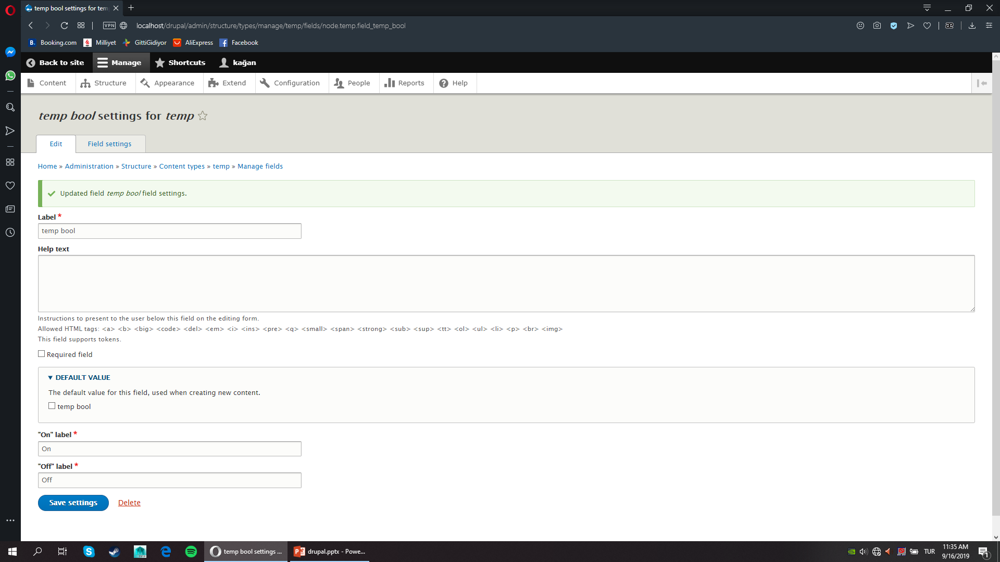 temp bool settings for tem
VPN
localhost/drupal/admin/structure/types/manage/temp/fields/node.temp.field_temp_bool
B. Booking.com Milliyet GittiGidiyor AliExpress Facebook
Back to site Manage Shortcuts kağan
Content Structure Appearance Extend Configuration People Reports Help
temp bool settings for temp
Edit Field settings
Home » Administration » Structure » Content types » temp » Manage fields
Updated field temp bool field settings.
Label *
temp bool
Help text
Instructions to present to the user below this field on the editing form.
Allowed HTML tags: <a> <b> <big> <code> <del> <em> <i> <ins> <pre> <q> <small> <span> <strong> <sub> <sup> <tt> <ol> <ul> <li> <p> <br> <img>
This field supports tokens.
Required field
DEFAULT VALUE
The default value for this field, used when creating new content.
temp bool
"On" label *
On
"Off" label *
Off
Save settings Delete
temp bool settings ... drupal.pptx - Powe...
TUR
11:35 AM
9/16/2019
1